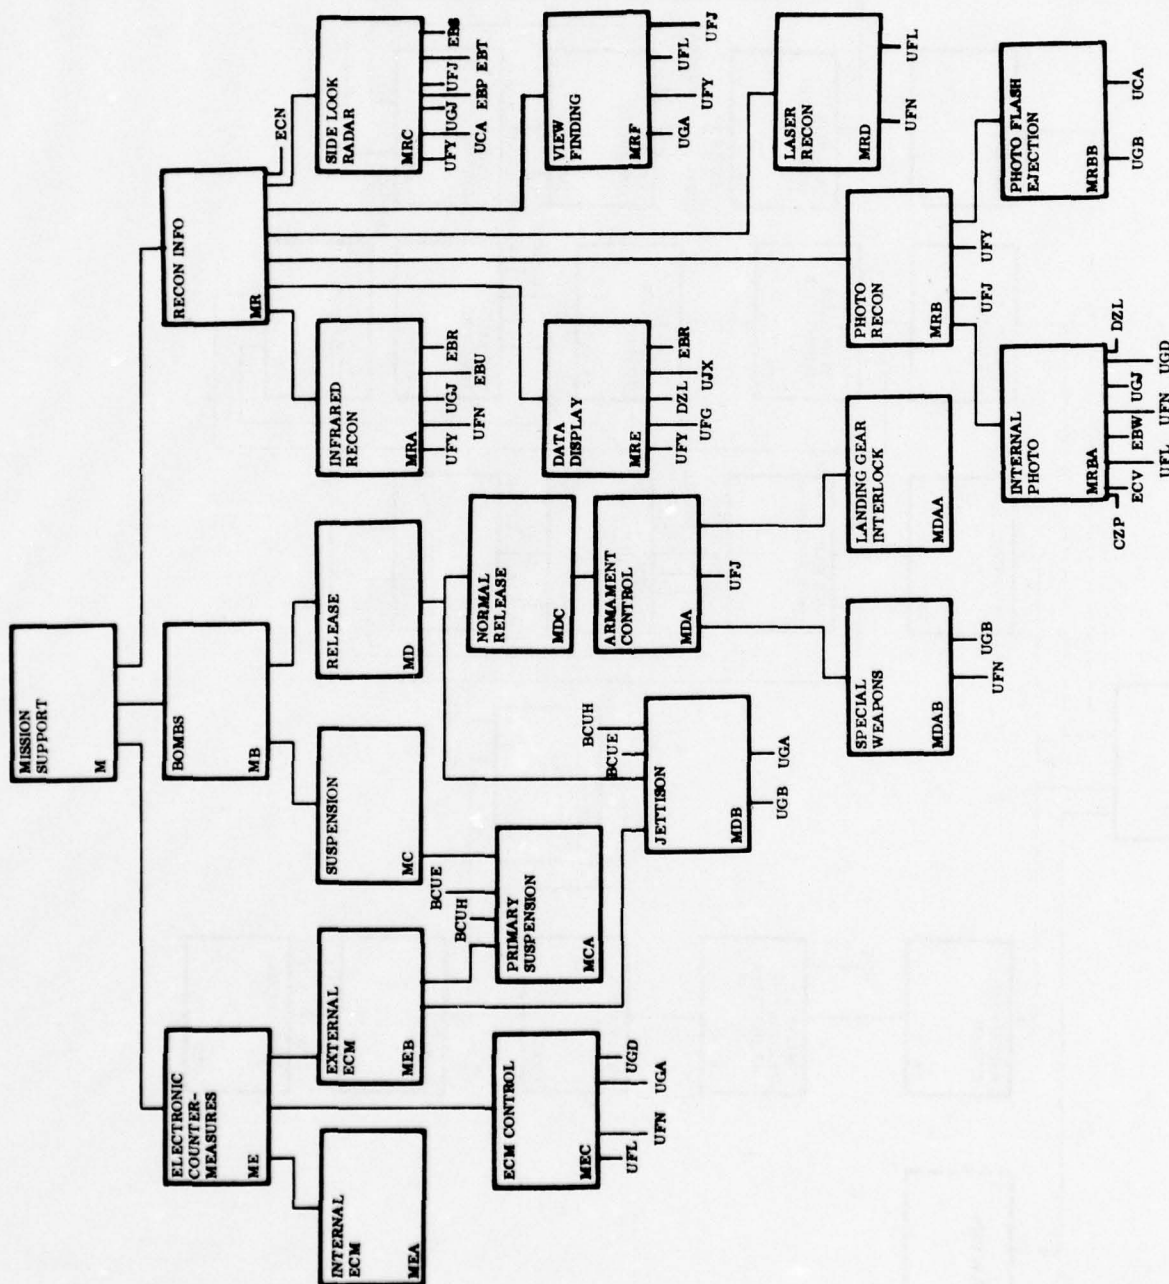 MISSION
SUPPORT
M
ELECTRONIC
COUNTER-
MEASURES
ME
BOMBS
MB
RECON INFO
MR
ECN
INTERNAL
ECM
MEA
EXTERNAL
ECM
MEB
SUSPENSION
MC
RELEASE
MD
INFRARED
RECON
MRA
UFY
UFN
UGJ
EBU
EBR
SIDE LOOK
RADAR
MRC
UFY
UCA
UGJ
EBP
UFJ
EBT
EBS
ECM CONTROL
MEC
UFL
UFN
UGA
UGD
BCUH
BCUE
PRIMARY
SUSPENSION
MCA
NORMAL
RELEASE
MDC
DATA
DISPLAY
MRE
UFY
UFG
DZL
UJX
EBR
VIEW
FINDING
MRF
UGA
UFY
UFL
UFJ
BCUE
BCUH
JETTISON
MDB
UGB
UGA
ARMAMENT
CONTROL
MDA
UFJ
LASER
RECON
MRD
UFN
UFL
SPECIAL
WEAPONS
MDAB
UFN
UGB
LANDING GEAR
INTERLOCK
MDAA
PHOTO
RECON
MRB
UFJ
UFY
INTERNAL
PHOTO
MRBA
CZP
ECV
UFL
EBW
UFN
UGJ
UGD
DZL
PHOTO FLASH
EJECTION
MRBB
UGB
UCA